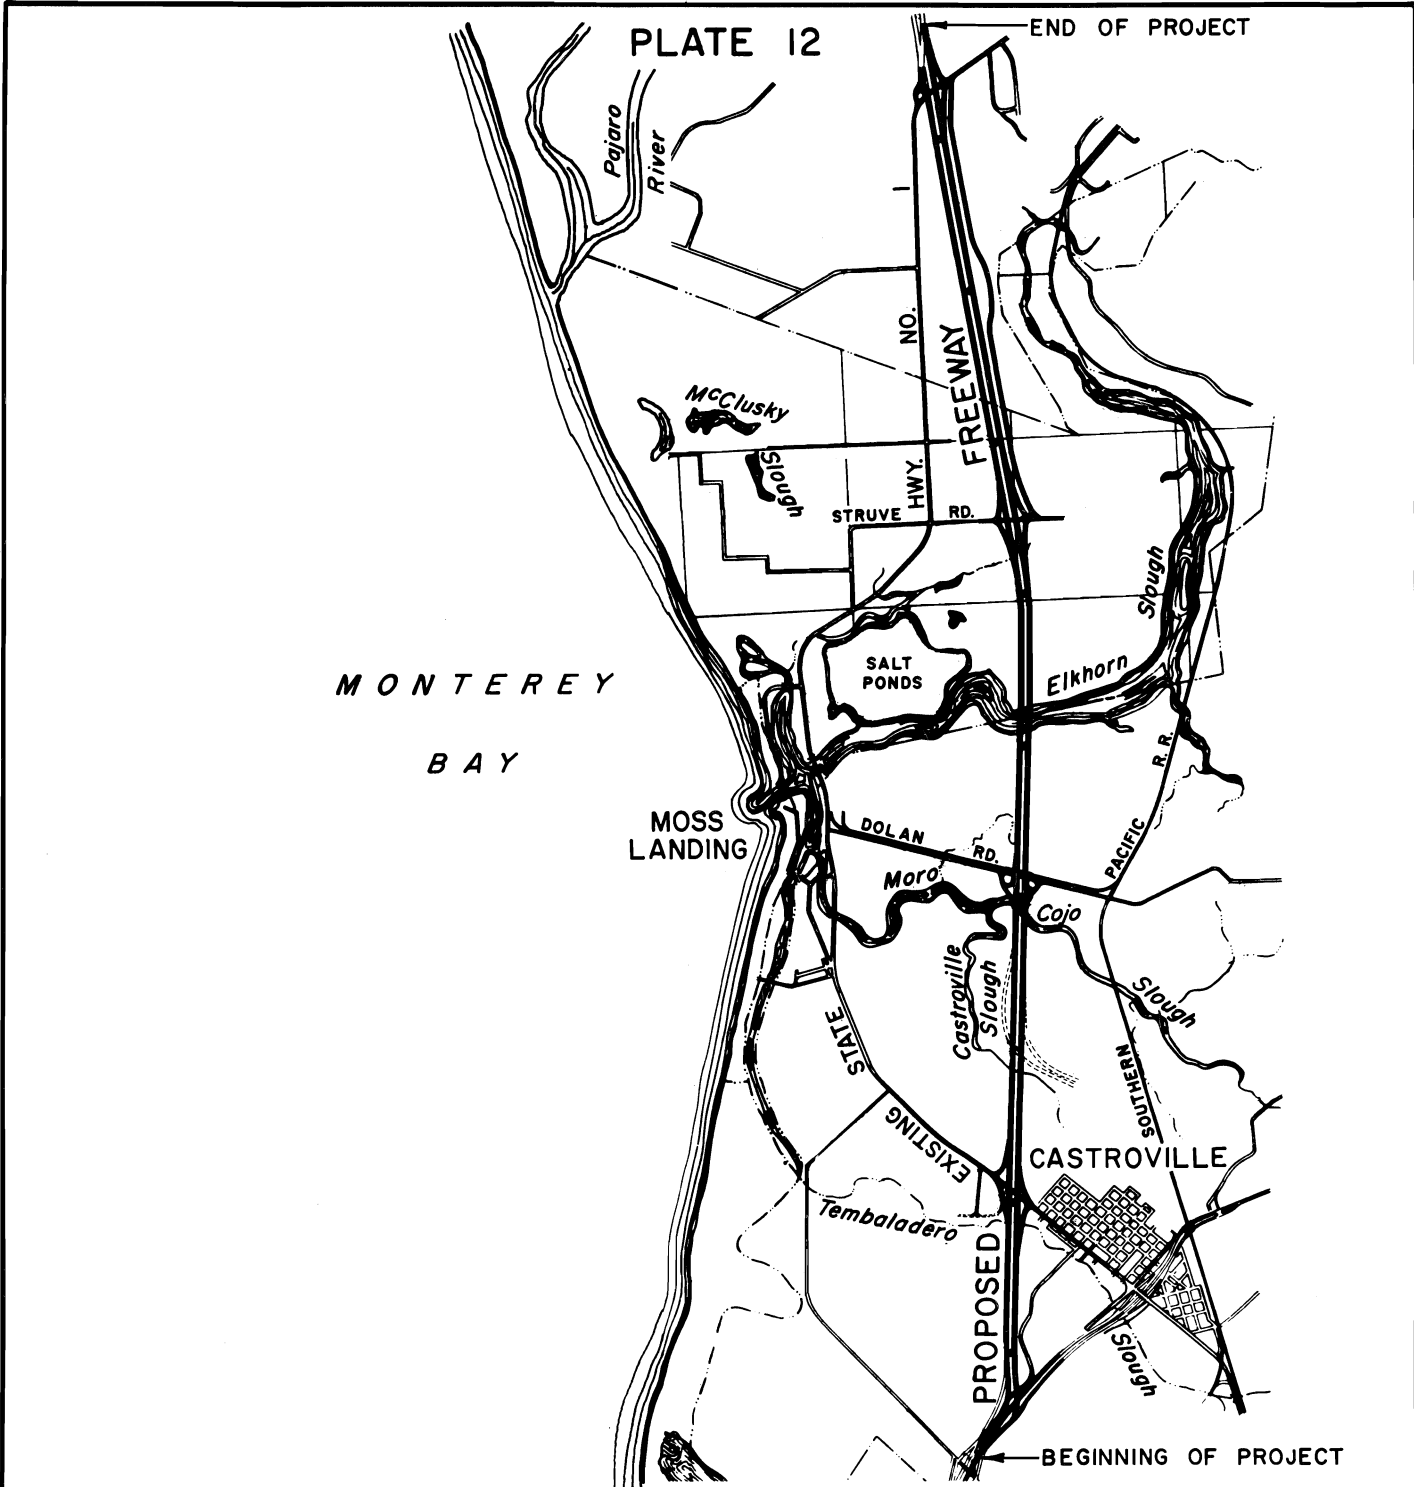 PLATE 12
END OF PROJECT
Pajaro
River
FREEWAY
McClusky
Slough
STATE HWY. NO. 1
STRUVE RD.
Slough
Elkhorn
SALT
PONDS
MONTEREY
BAY
MOSS
LANDING
DOLAN RD.
R. R.
PACIFIC
Moro
Cojo
Slough
Castroville
Slough
SOUTHERN
EXISTING
CASTROVILLE
Tembaladero
Slough
PROPOSED
BEGINNING OF PROJECT